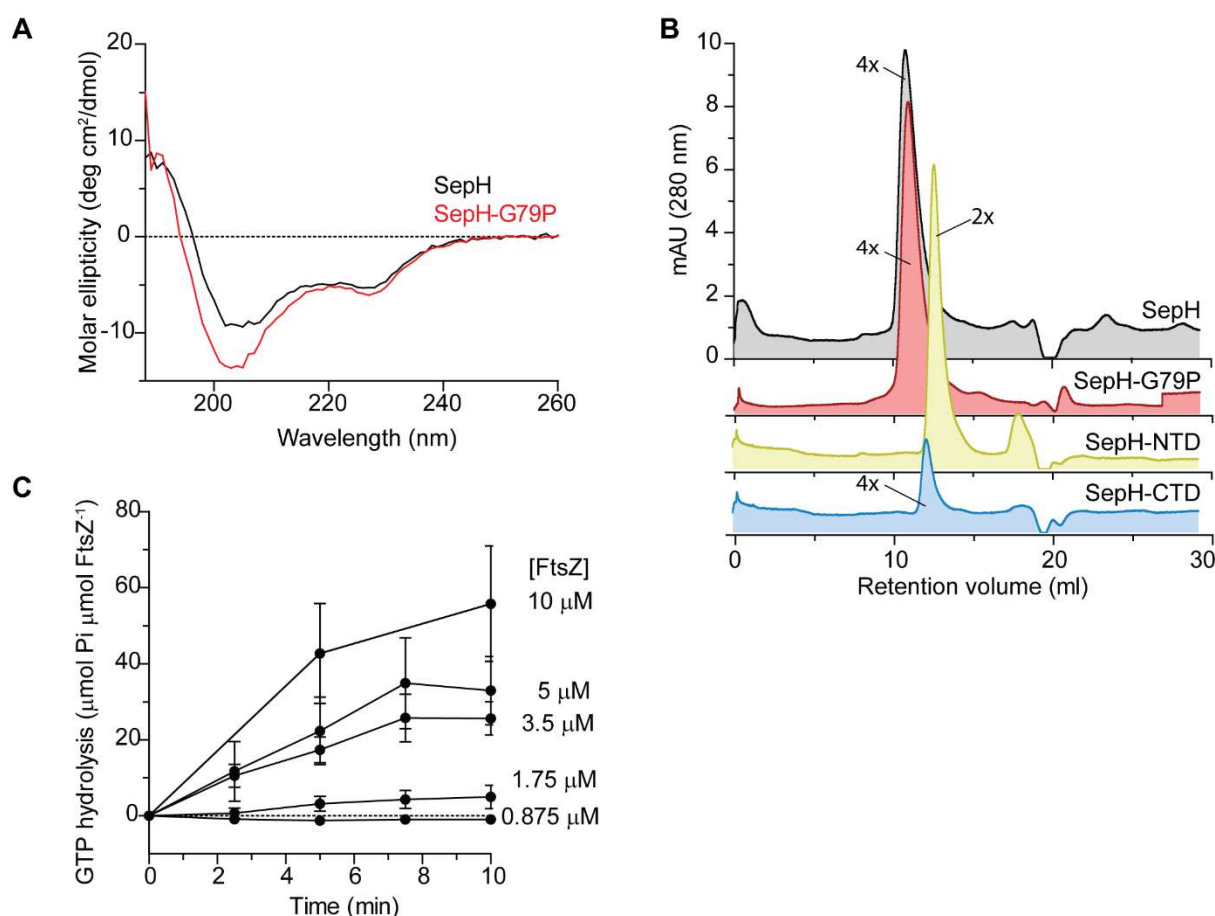 A
Molar ellipticity (deg cm²/dmol)
20
10
0
-10
SepH
SepH-G79P
200
220
240
260
Wavelength (nm)
B
mAU (280 nm)
10
8
6
4
2
0
4x
4x
2x
4x
SepH
SepH-G79P
SepH-NTD
SepH-CTD
0
10
20
30
Retention volume (ml)
C
GTP hydrolysis (μmol Pi μmol FtsZ⁻¹)
80
60
40
20
0
[FtsZ]
10 μM
5 μM
3.5 μM
1.75 μM
0.875 μM
0
2
4
6
8
10
Time (min)